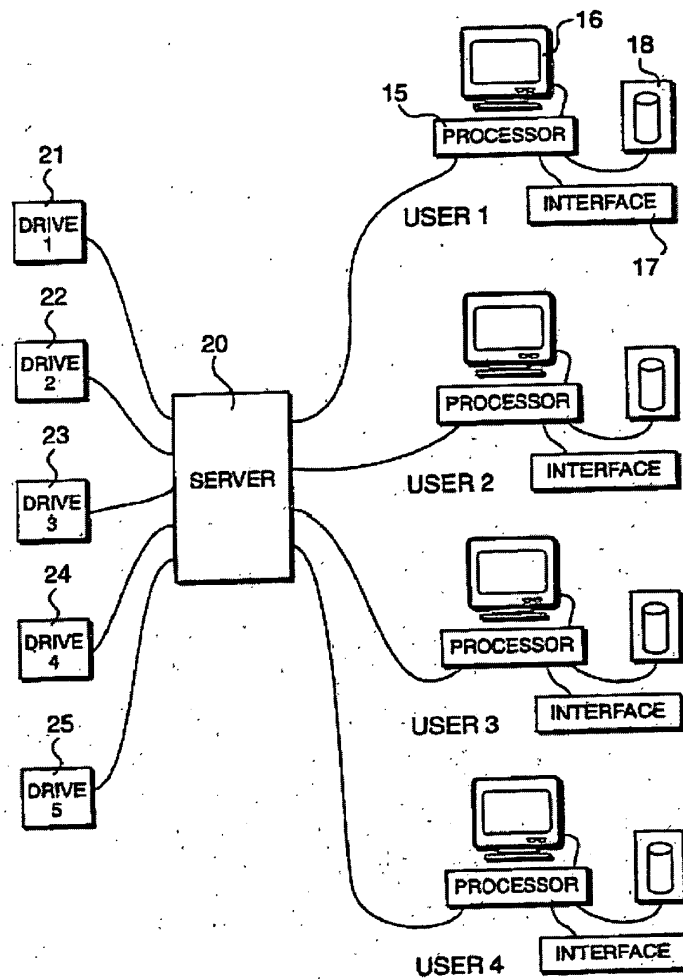 16
18
15
PROCESSOR
21
INTERFACE
DRIVE
1
USER 1
17
22
20
DRIVE
2
PROCESSOR
23
SERVER
INTERFACE
USER 2
DRIVE
3
24
DRIVE
4
PROCESSOR
INTERFACE
25
USER 3
DRIVE
5
PROCESSOR
INTERFACE
USER 4